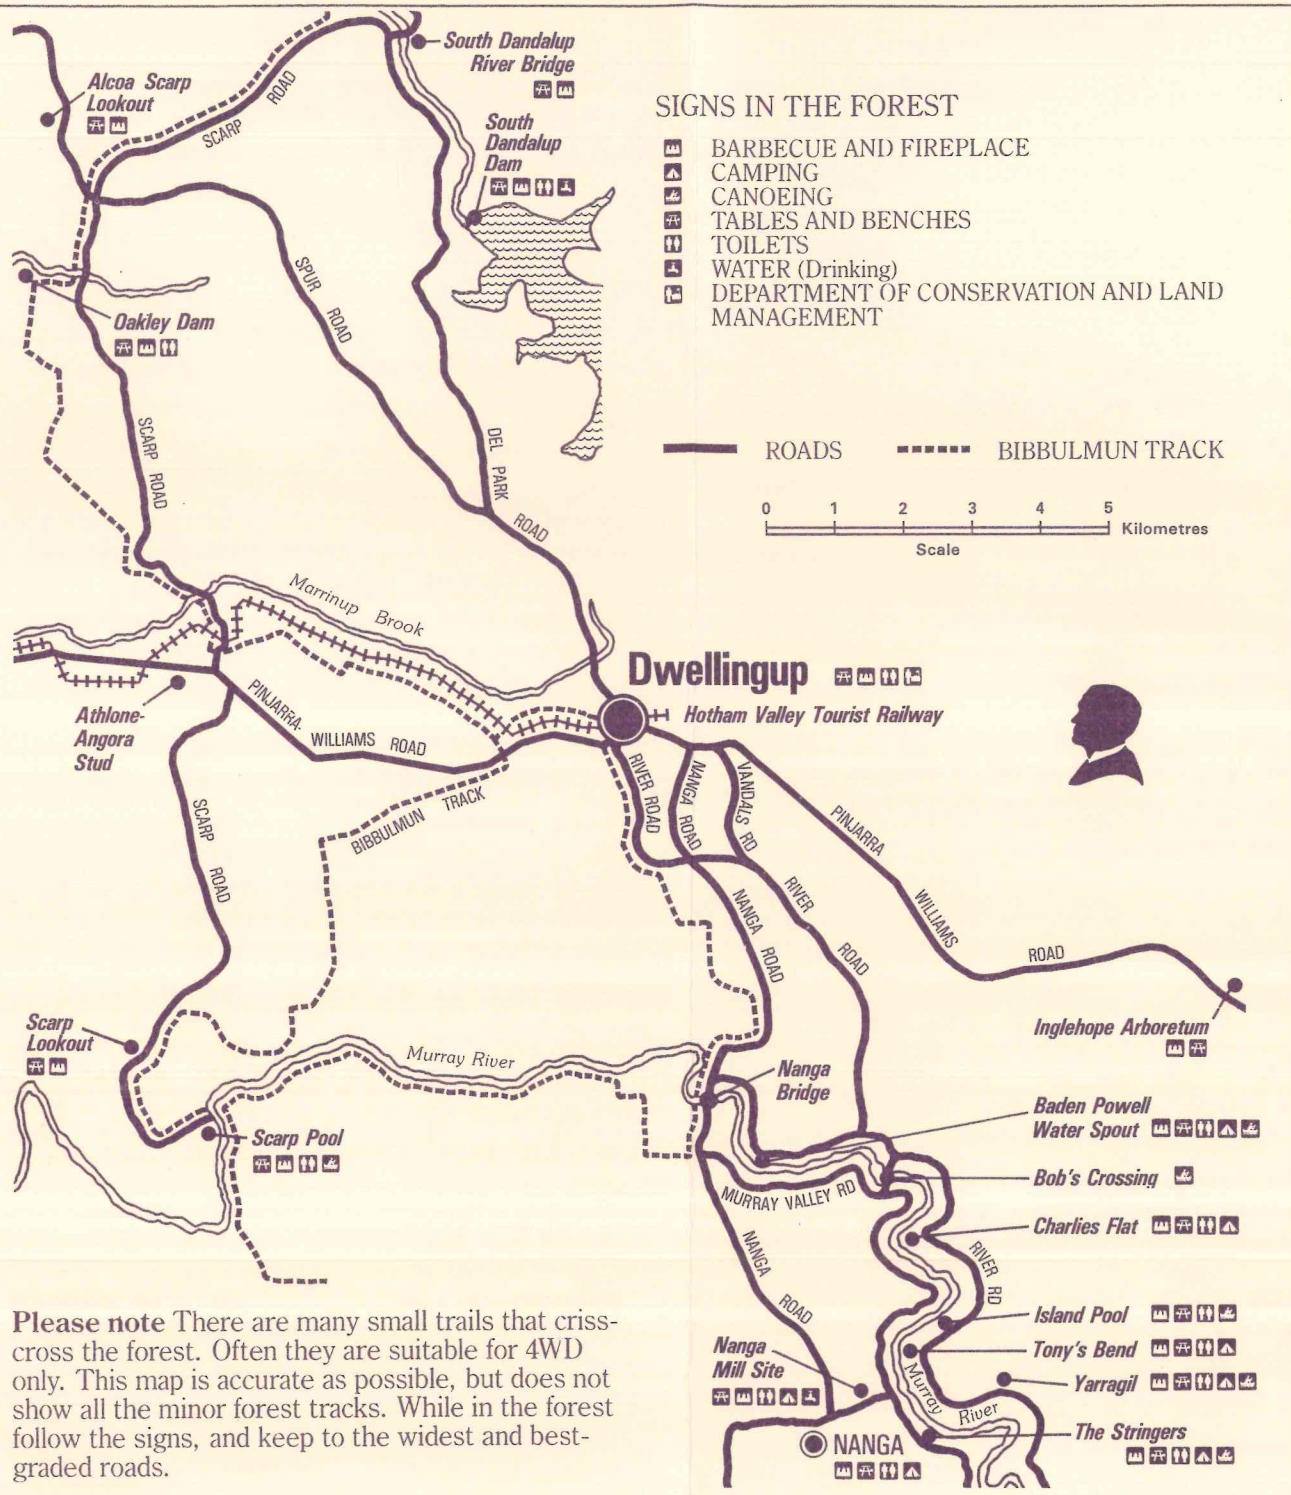 South Dandalup
River Bridge
Alcoa Scarp
Lookout
SCARP ROAD
South
Dandalup
Dam
SIGNS IN THE FOREST
BARBECUE AND FIREPLACE
CAMPING
CANOEING
TABLES AND BENCHES
TOILETS
WATER (Drinking)
DEPARTMENT OF CONSERVATION AND LAND
MANAGEMENT
SPUR ROAD
Oakley Dam
SCARP ROAD
DEL PARK ROAD
ROADS
BIBBULMUN TRACK
0 1 2 3 4 5
Kilometres
Scale
Marrinup Brook
Dwellingup
Hotham Valley Tourist Railway
Athlone-
Angora
Stud
PINJARRA-
WILLIAMS ROAD
BIBBULMUN TRACK
SCARP ROAD
RIVER ROAD
NANGA ROAD
VANDALS RD
PINJARRA
WILLIAMS
ROAD
NANGA ROAD
RIVER ROAD
Scarp
Lookout
Inglehope Arboretum
Murray River
Nanga
Bridge
Baden Powell
Water Spout
Scarp Pool
Bob's Crossing
MURRAY VALLEY RD
Charlies Flat
NANGA ROAD
RIVER RD
Island Pool
Tony's Bend
Nanga
Mill Site
Yarragil
Murray River
The Stringers
NANGA
Please note There are many small trails that criss-
cross the forest. Often they are suitable for 4WD
only. This map is accurate as possible, but does not
show all the minor forest tracks. While in the forest
follow the signs, and keep to the widest and best-
graded roads.